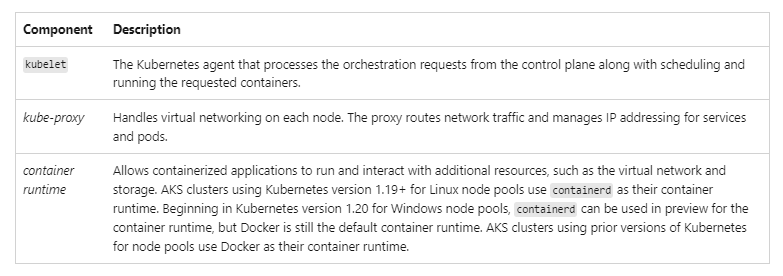 Component Description
kubelet The Kubernetes agent that processes the orchestration requests from the control plane along with scheduling and
running the requested containers.
kube-proxy Handles virtual networking on each node. The proxy routes network traffic and manages IP addressing for services
and pods.
container Allows containerized applications to run and interact with additional resources, such as the virtual network and
runtime storage. AKS clusters using Kubernetes version 1.19+ for Linux node pools use containerd as their container
runtime. Beginning in Kubernetes version 1.20 for Windows node pools, containerd can be used in preview for the
container runtime, but Docker is still the default container runtime. AKS clusters using prior versions of Kubernetes
for node pools use Docker as their container runtime.